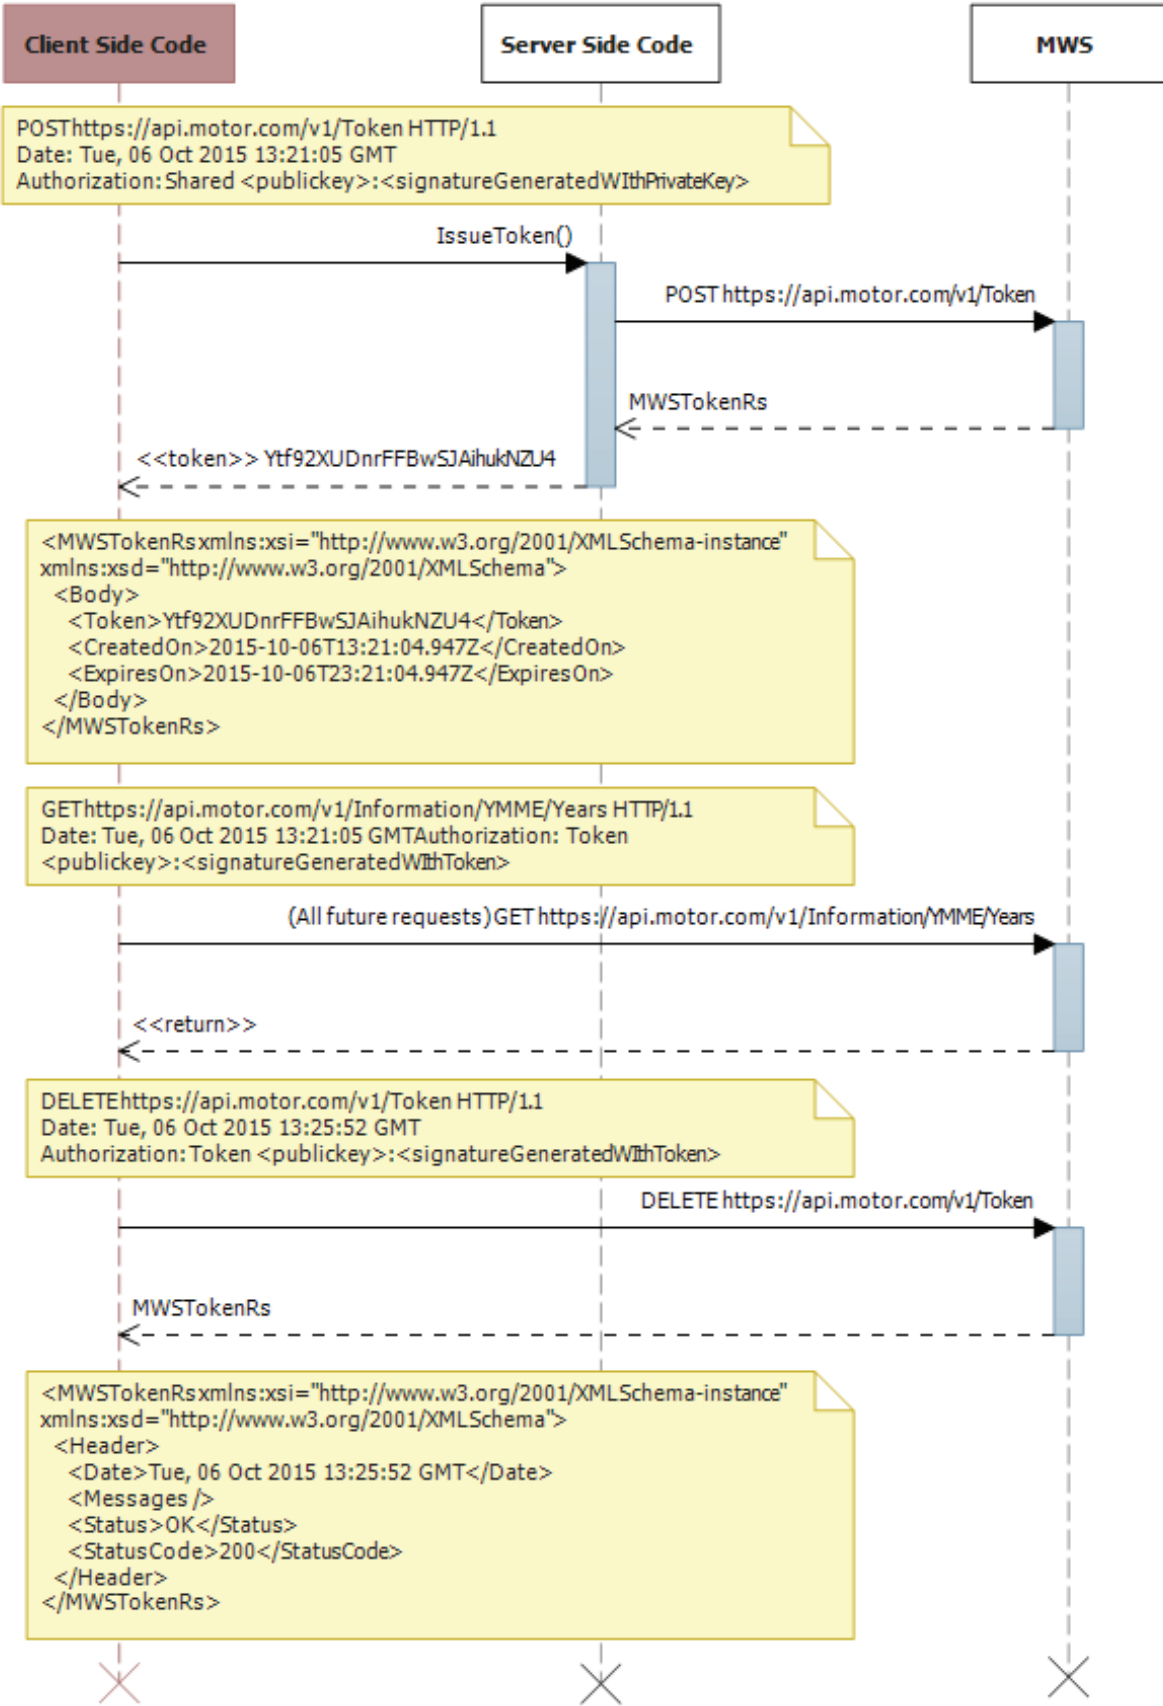 Client Side Code
Server Side Code
MWS
POSThttps://api.motor.com/v1/Token HTTP/1.1
Date: Tue, 06 Oct 2015 13:21:05 GMT
Authorization: Shared <publickey>:<signatureGeneratedWIthPrivateKey>
IssueToken()
POST https://api.motor.com/v1/Token
MWSTokenRs
<<token>> Ytf92XUDnrFFBwSJAihukNZU4
<MWSTokenRsxmlns:xsi="http://www.w3.org/2001/XMLSchema-instance"
xmlns:xsd="http://www.w3.org/2001/XMLSchema">
<Body>
<Token>Ytf92XUDnrFFBwSJAihukNZU4</Token>
<CreatedOn>2015-10-06T13:21:04.947Z</CreatedOn>
<ExpiresOn>2015-10-06T23:21:04.947Z</ExpiresOn>
</Body>
</MWSTokenRs>
GEThttps://api.motor.com/v1/Information/YMME/Years HTTP/1.1
Date: Tue, 06 Oct 2015 13:21:05 GMTAuthorization: Token
<publickey>:<signatureGeneratedWIthToken>
(All future requests) GET https://api.motor.com/v1/Information/YMME/Years
<<return>>
DELETEhttps://api.motor.com/v1/Token HTTP/1.1
Date: Tue, 06 Oct 2015 13:25:52 GMT
Authorization: Token <publickey>:<signatureGeneratedWIthToken>
DELETE https://api.motor.com/v1/Token
MWSTokenRs
<MWSTokenRsxmlns:xsi="http://www.w3.org/2001/XMLSchema-instance"
xmlns:xsd="http://www.w3.org/2001/XMLSchema">
<Header>
<Date>Tue, 06 Oct 2015 13:25:52 GMT</Date>
<Messages />
<Status>OK</Status>
<StatusCode>200</StatusCode>
</Header>
</MWSTokenRs>